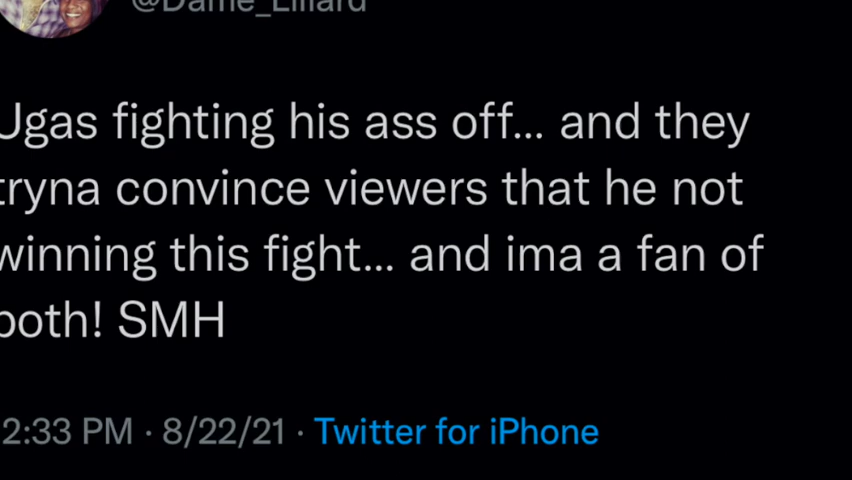 @Dame_Lillard
Ugas fighting his ass off... and they
tryna convince viewers that he not
winning this fight... and ima a fan of
both! SMH
2:33 PM · 8/22/21 · Twitter for iPhone